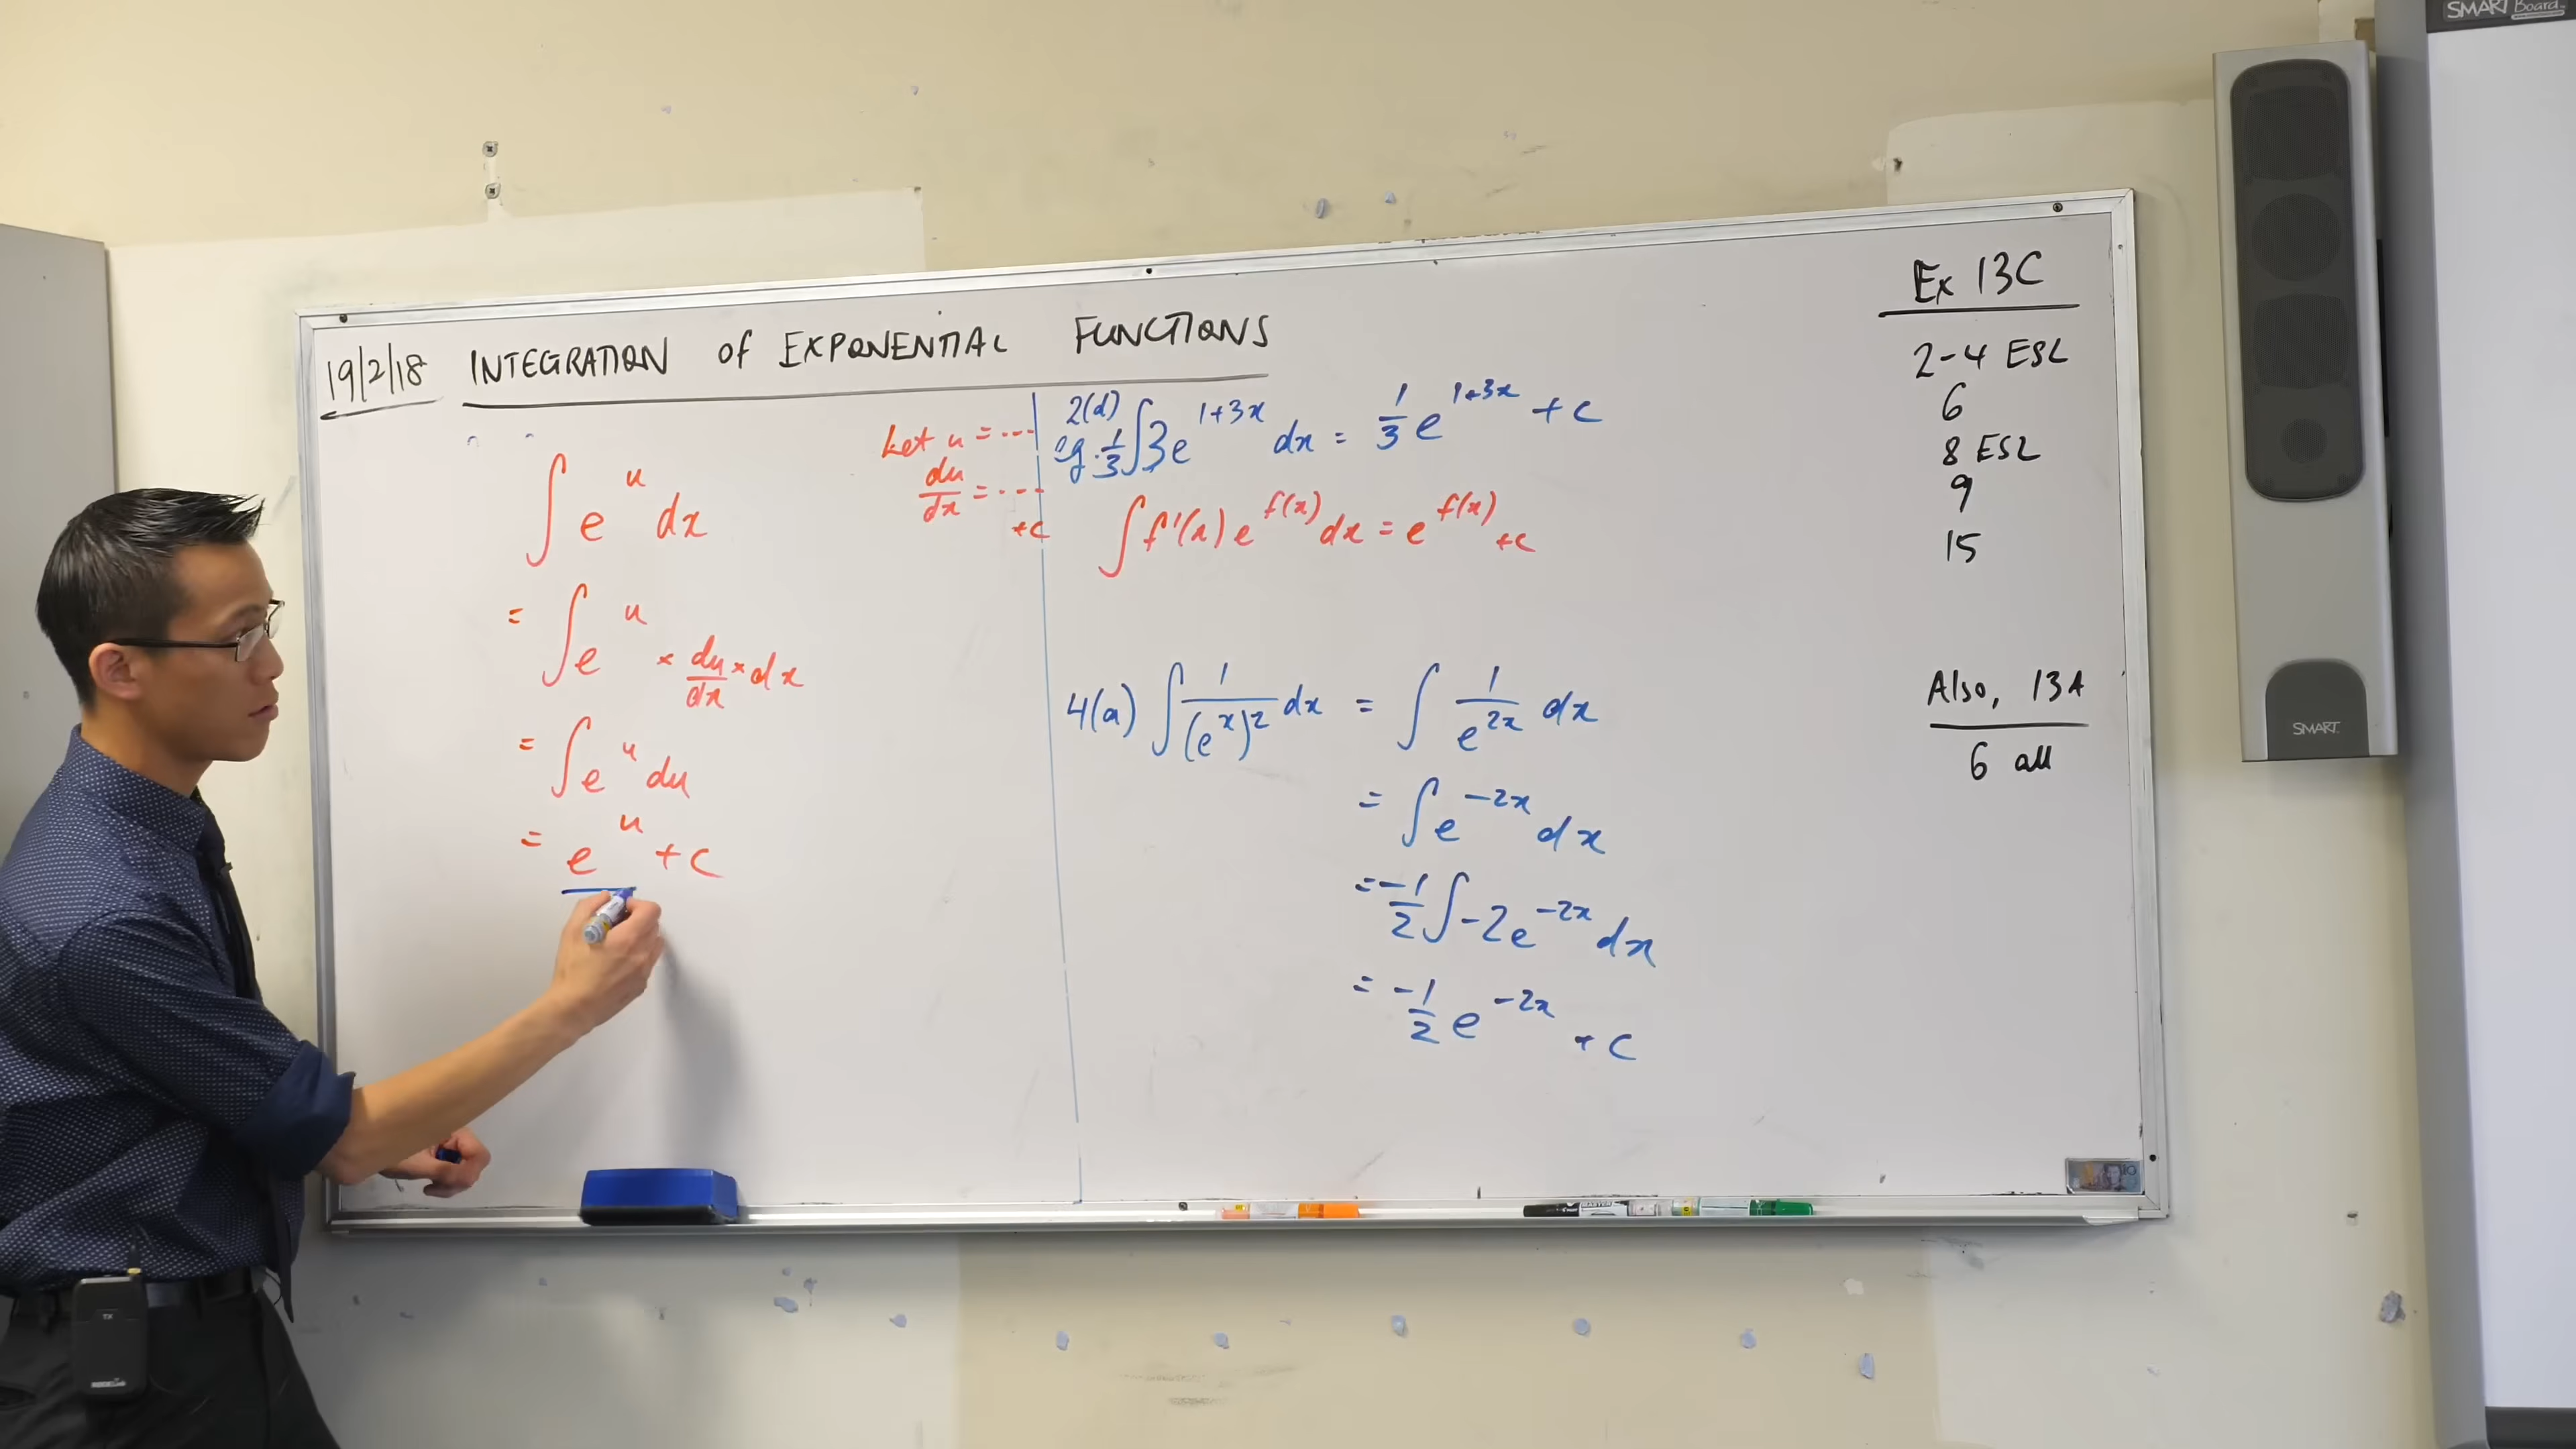 19/2/18 INTEGRATION of EXPONENTIAL FUNCTIONS
∫ e^u dx
= ∫ e^u × du/dx × dx
= ∫ e^u du
= e^u + C
Let u = ...
du/dx = ...
+C
2(d)
eg. 1/3 ∫ 3e^(1+3x) dx = 1/3 e^(1+3x) + C
∫ f'(x) e^f(x) dx = e^f(x) + C
4(a) ∫ 1/(e^x)^2 dx = ∫ 1/e^(2x) dx
= ∫ e^(-2x) dx
= -1/2 ∫ -2e^(-2x) dx
= -1/2 e^(-2x) + C
Ex 13C
2-4 ESL
6
8 ESL
9
15
Also, 13A
6 all
SMART Board
SMART